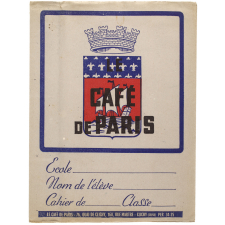 CAFÉ
DE PARIS
Ecole
Nom de l'élève
Cahier de Classe